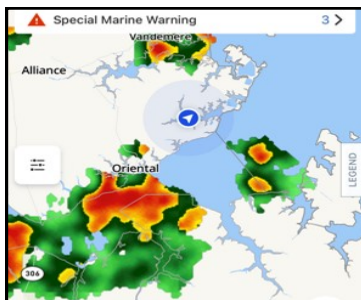 Special Marine Warning 3
Vandemere
Alliance
Oriental
LEGEND
306